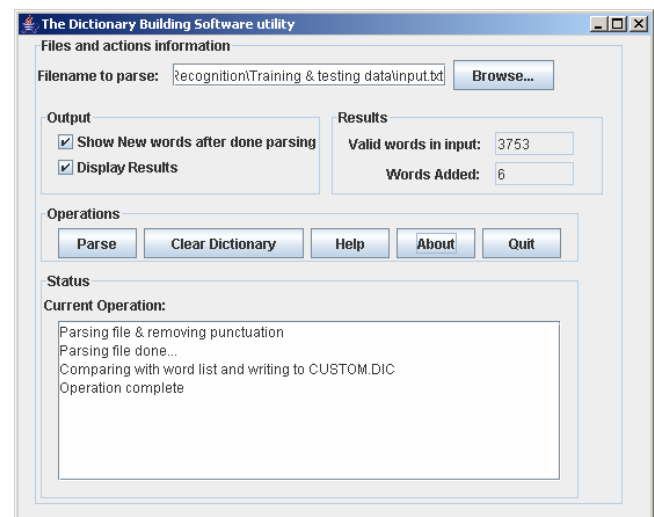 The Dictionary Building Software utility
Files and actions information
Filename to parse: Recognition\Training & testing data\input.txt Browse...
Output
Results
Show New words after done parsing
Valid words in input: 3753
Display Results
Words Added: 6
Operations
Parse Clear Dictionary Help About Quit
Status
Current Operation:
Parsing file & removing punctuation
Parsing file done...
Comparing with word list and writing to CUSTOM.DIC
Operation complete